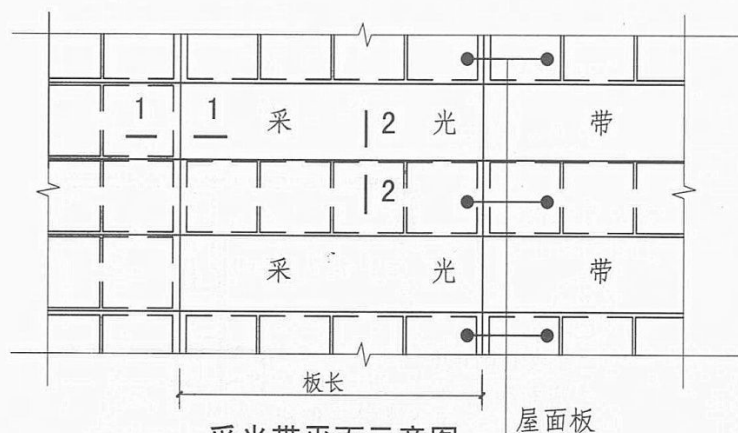 1 1 采 2 光 带
2
采 光 带
板长
采光带平面示意图
屋面板